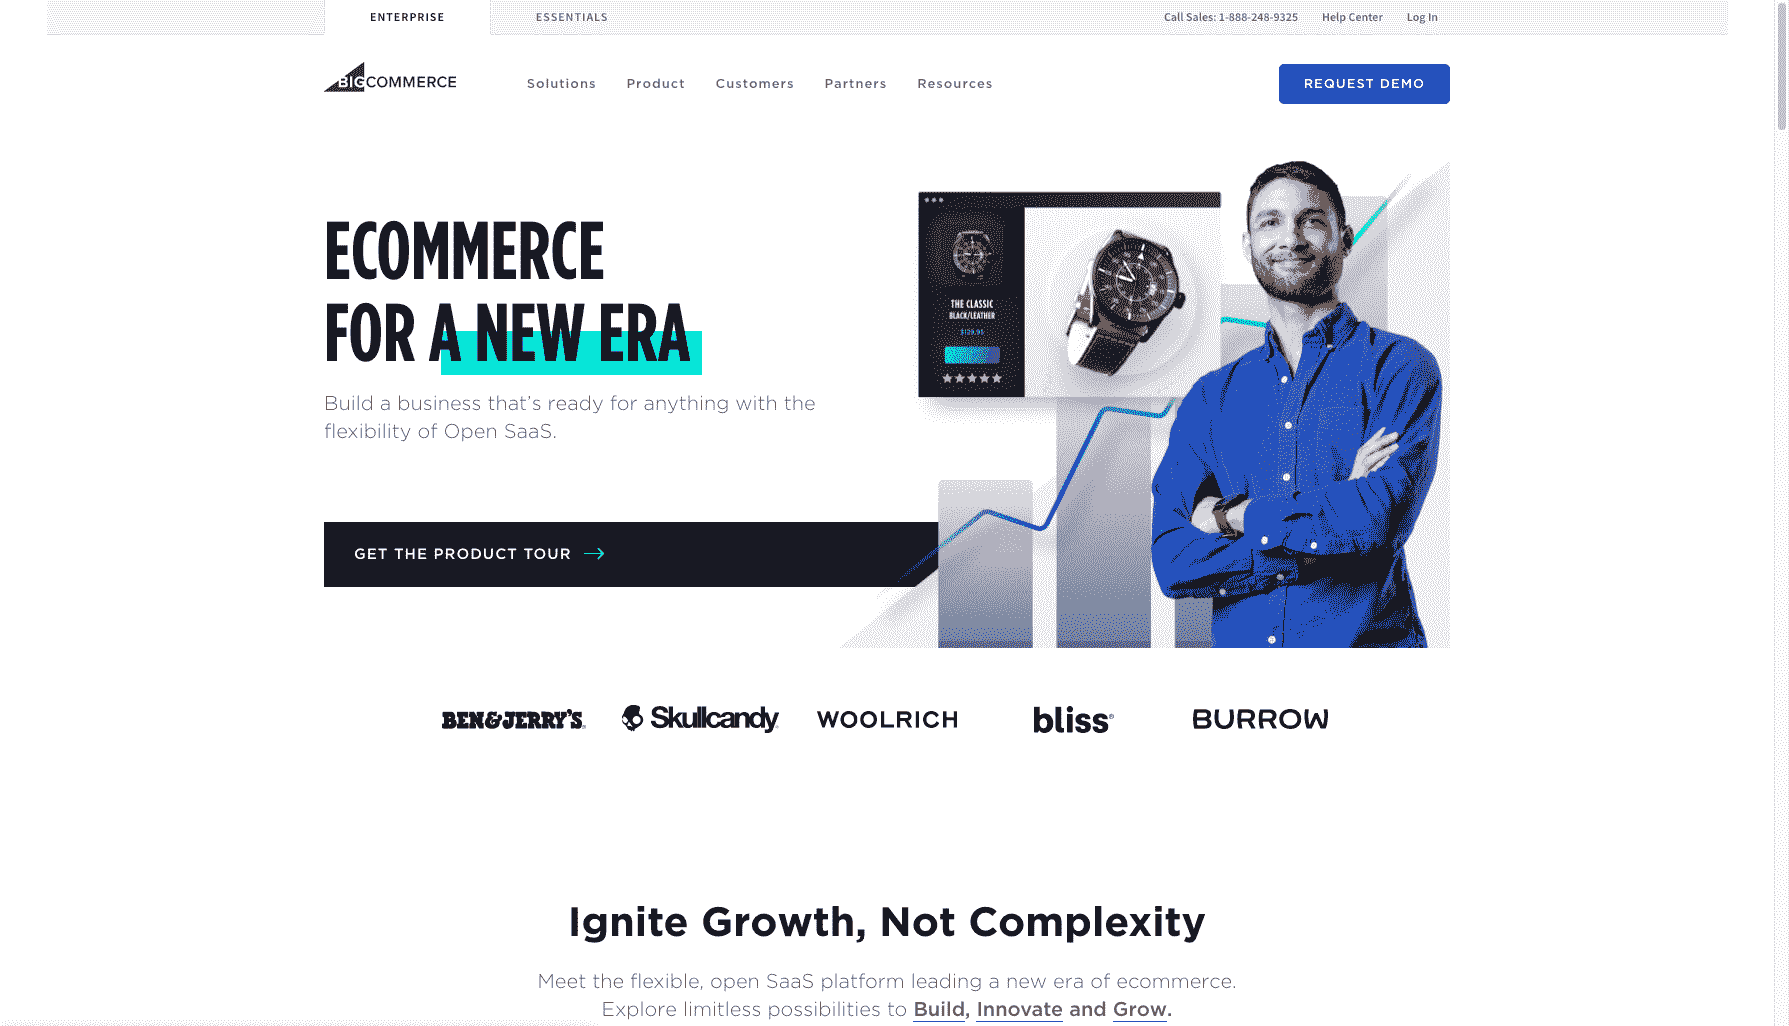 ENTERPRISE
ESSENTIALS
Call Sales: 1-888-248-9325
Help Center
Log In
BIGCOMMERCE
Solutions
Product
Customers
Partners
Resources
REQUEST DEMO
ECOMMERCE
FOR A NEW ERA
Build a business that’s ready for anything with the
flexibility of Open SaaS.
GET THE PRODUCT TOUR
THE CLASSIC
BLACK/LEATHER
$139.95
BEN&JERRY'S
Skullcandy
WOOLRICH
bliss®
BURROW
Ignite Growth, Not Complexity
Meet the flexible, open SaaS platform leading a new era of ecommerce.
Explore limitless possibilities to Build, Innovate and Grow.